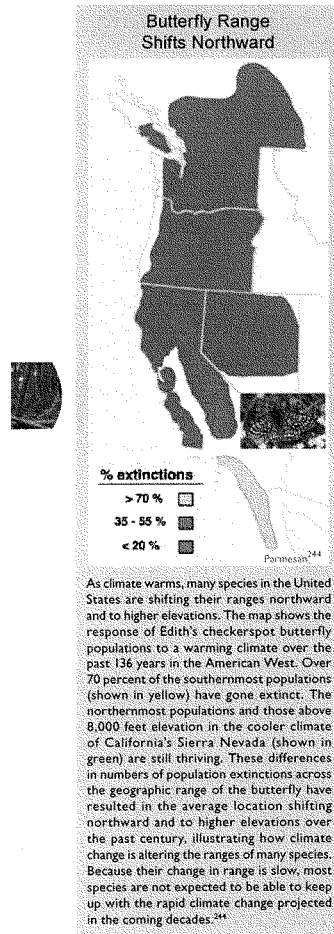 Butterfly Range
Shifts Northward
% extinctions
> 70 %
35 - 55 %
< 20 %
Parmesan 244
As climate warms, many species in the United
States are shifting their ranges northward
and to higher elevations. The map shows the
response of Edith's checkerspot butterfly
populations to a warming climate over the
past 136 years in the American West. Over
70 percent of the southernmost populations
(shown in yellow) have gone extinct. The
northernmost populations and those above
8,000 feet elevation in the cooler climate
of California's Sierra Nevada (shown in
green) are still thriving. These differences
in numbers of population extinctions across
the geographic range of the butterfly have
resulted in the average location shifting
northward and to higher elevations over
the past century, illustrating how climate
change is altering the ranges of many species.
Because their change in range is slow, most
species are not expected to be able to keep
up with the rapid climate change projected
in the coming decades.244